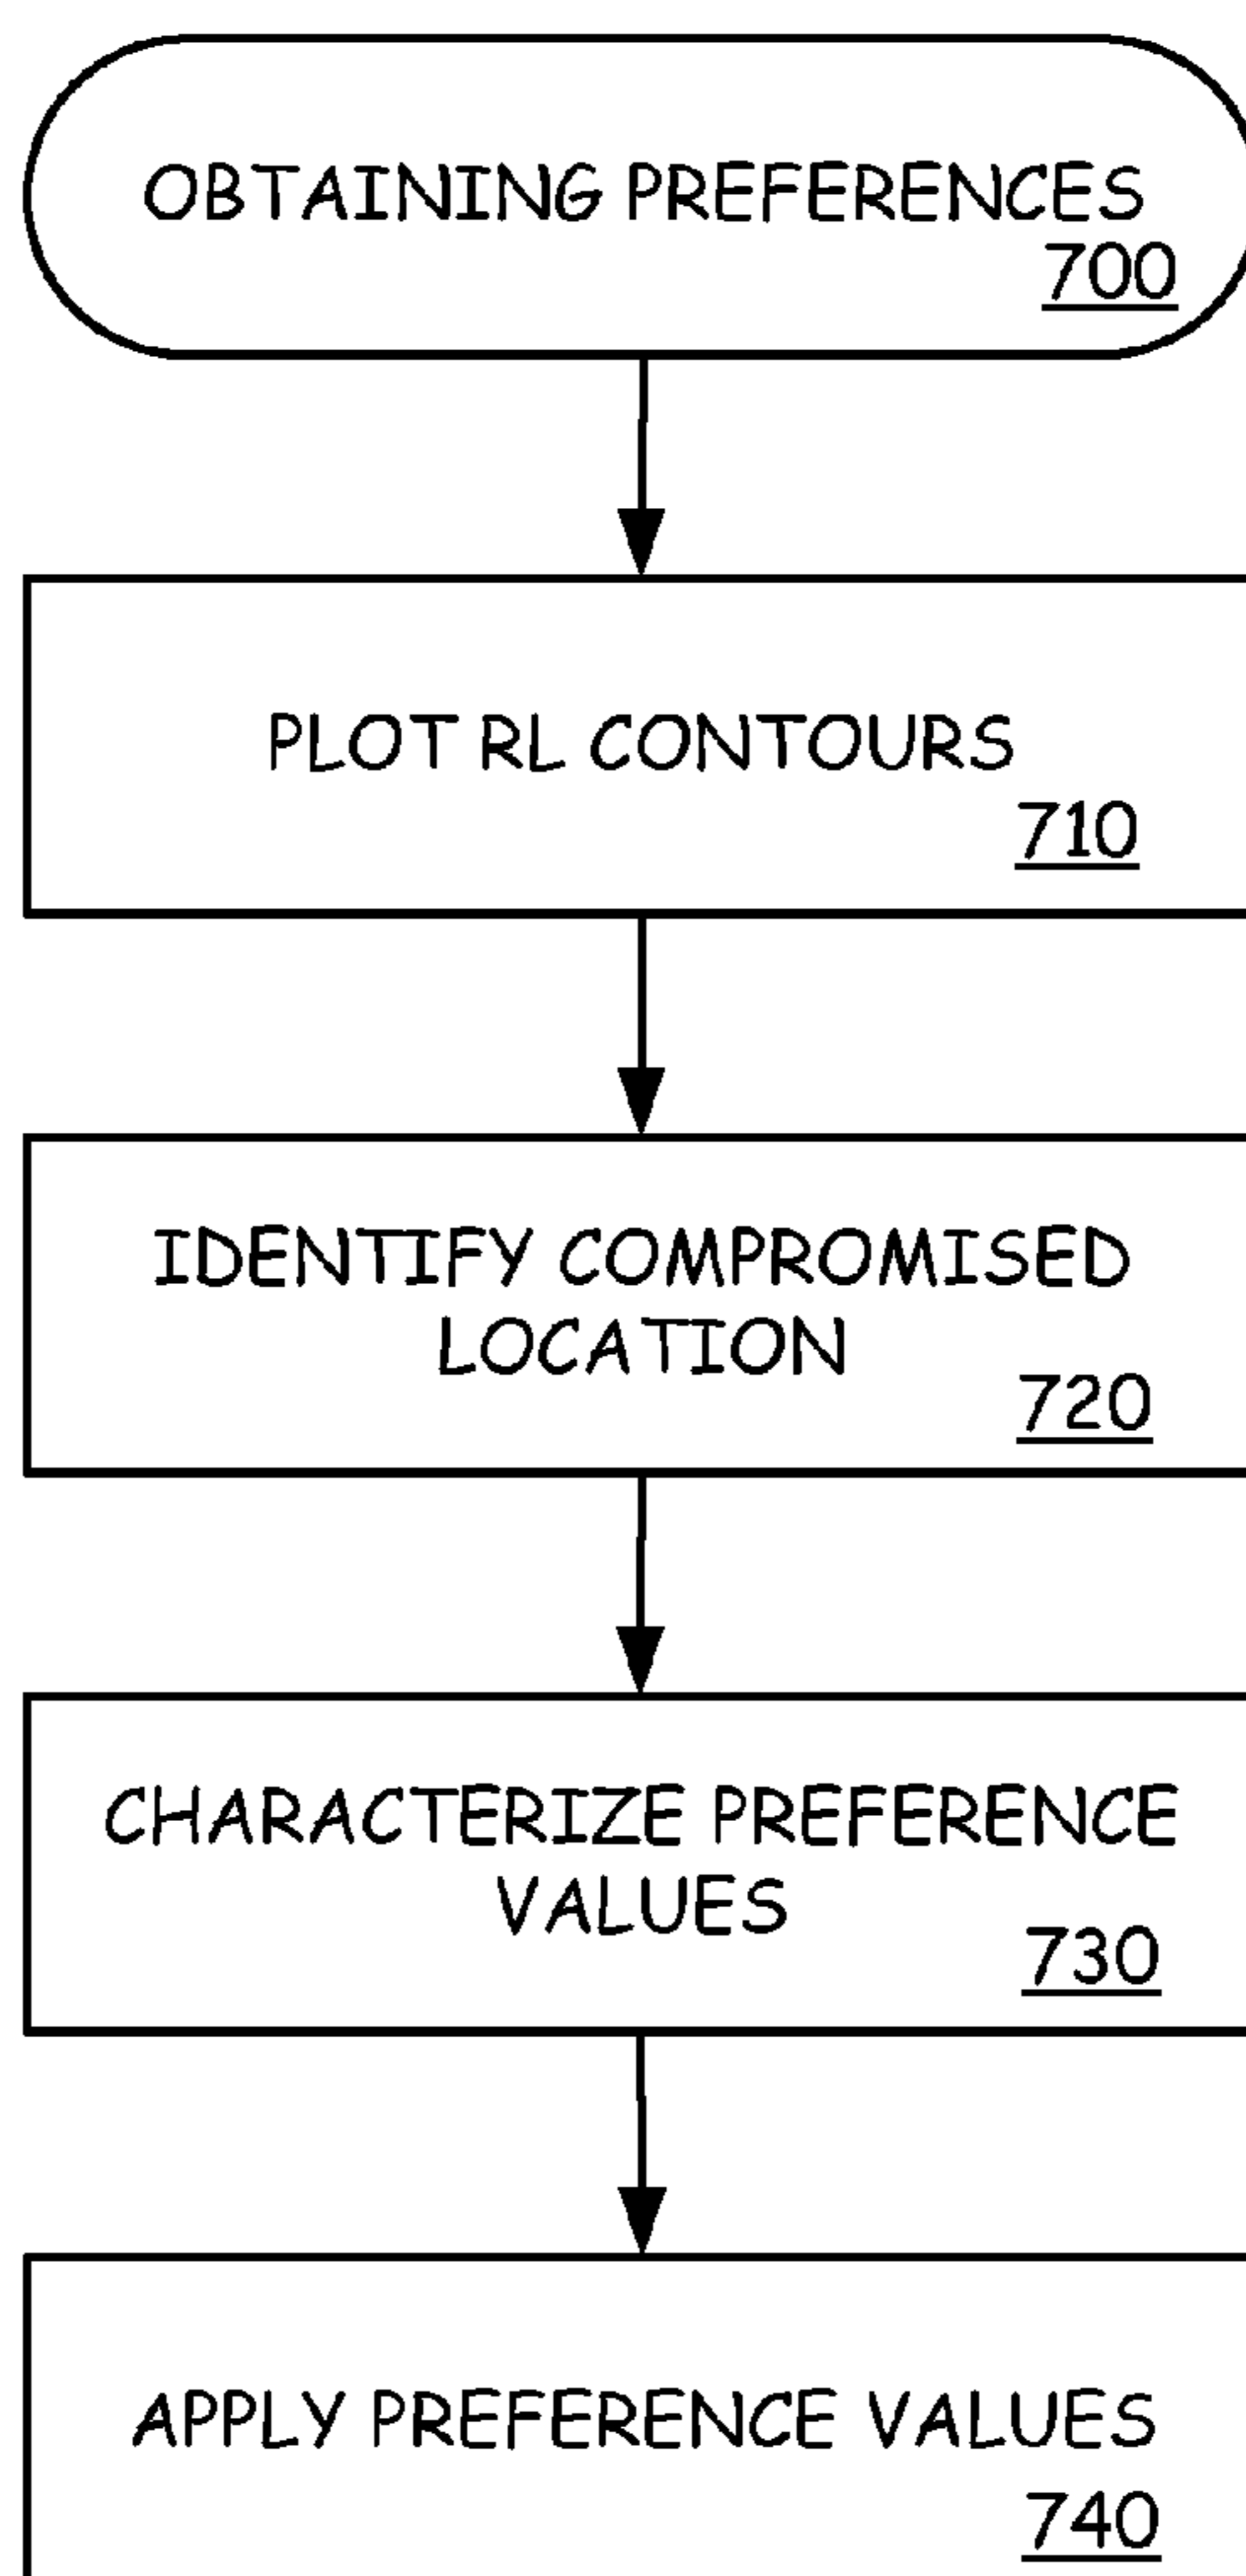 OBTAINING PREFERENCES
700
PLOT RL CONTOURS
710
IDENTIFY COMPROMISED
LOCATION
720
CHARACTERIZE PREFERENCE
VALUES
730
APPLY PREFERENCE VALUES
740